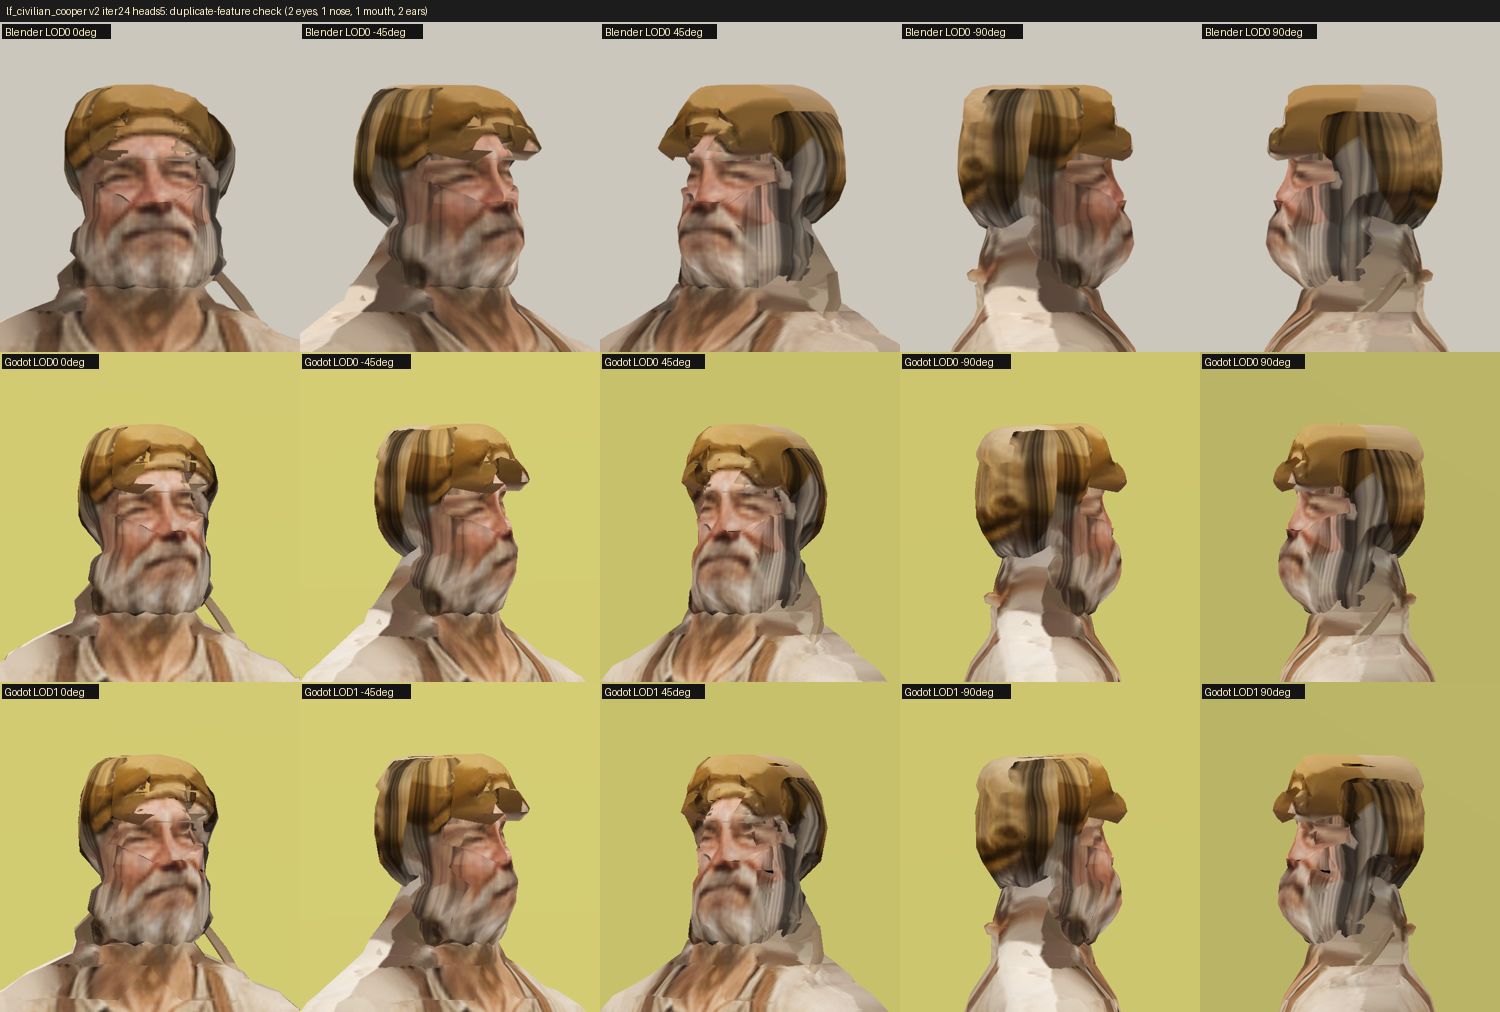 lf_civilian_cooper v2 iter24 heads5: duplicate-feature check (2 eyes, 1 nose, 1 mouth, 2 ears)
Blender LOD0 0deg
Blender LOD0 -45deg
Blender LOD0 45deg
Blender LOD0 -90deg
Blender LOD0 90deg
Godot LOD0 0deg
Godot LOD0 -45deg
Godot LOD0 45deg
Godot LOD0 -90deg
Godot LOD0 90deg
Godot LOD1 0deg
Godot LOD1 -45deg
Godot LOD1 45deg
Godot LOD1 -90deg
Godot LOD1 90deg